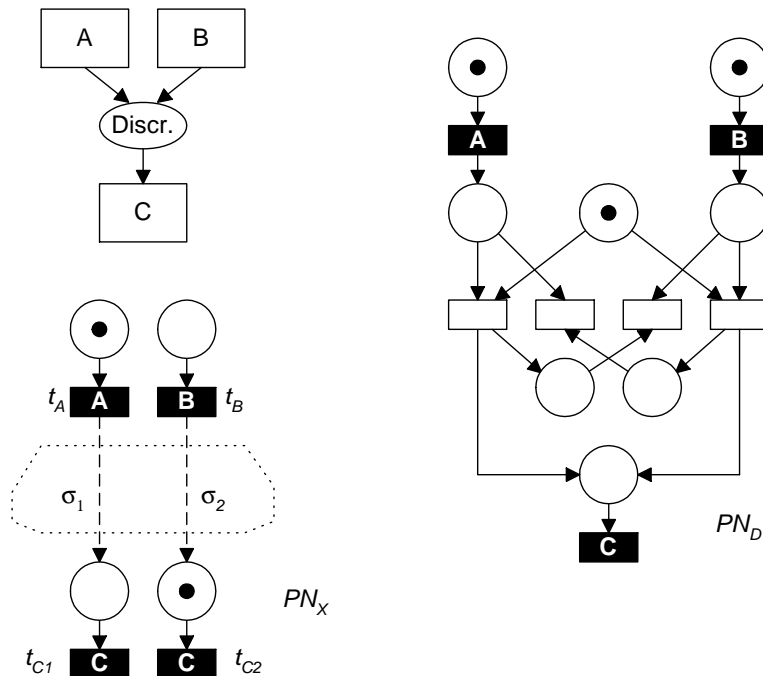 A B
Discr.
C
t_A A B t_B
σ_1 σ_2
PN_X
t_C1 C C t_C2
A B
PN_D
C